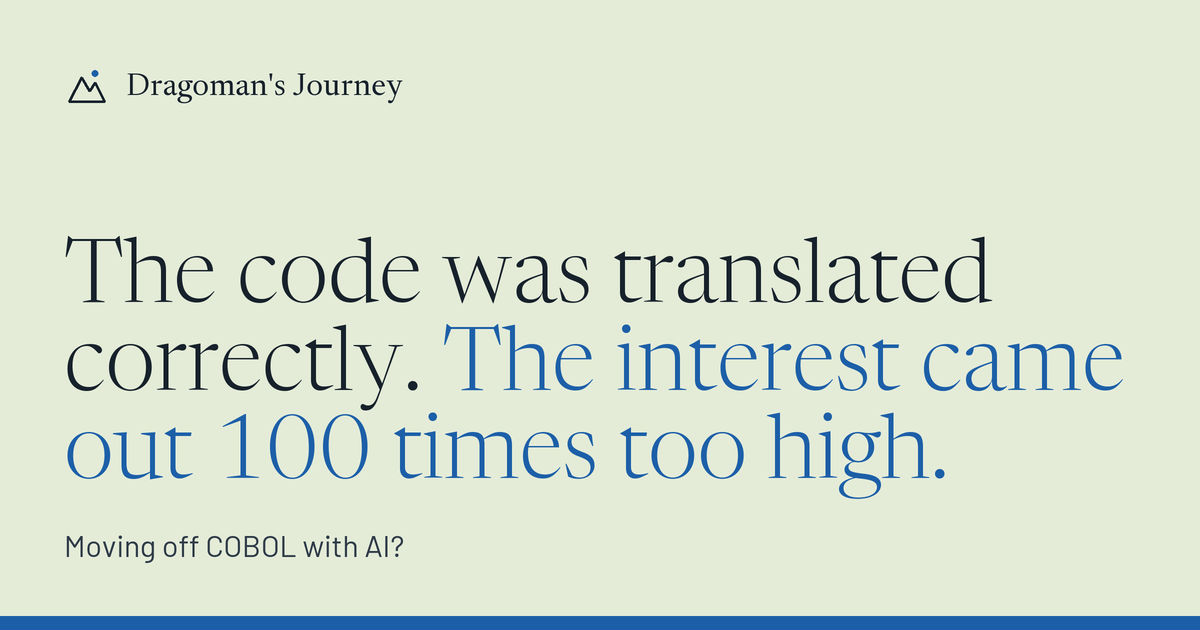 Dragoman's Journey
The code was translated
correctly. The interest came
out 100 times too high.
Moving off COBOL with AI?